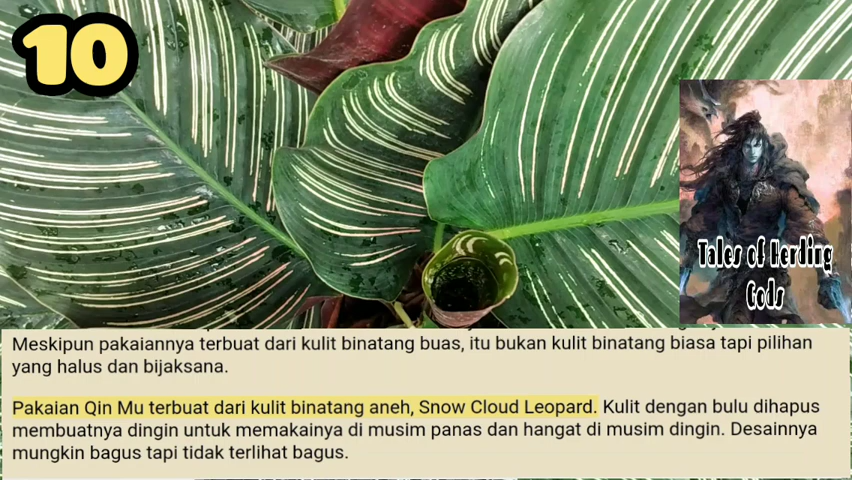 10
Tales of Herding
Gods
Meskipun pakaiannya terbuat dari kulit binatang buas, itu bukan kulit binatang biasa tapi pilihan
yang halus dan bijaksana.
Pakaian Qin Mu terbuat dari kulit binatang aneh, Snow Cloud Leopard. Kulit dengan bulu dihapus
membuatnya dingin untuk memakainya di musim panas dan hangat di musim dingin. Desainnya
mungkin bagus tapi tidak terlihat bagus.